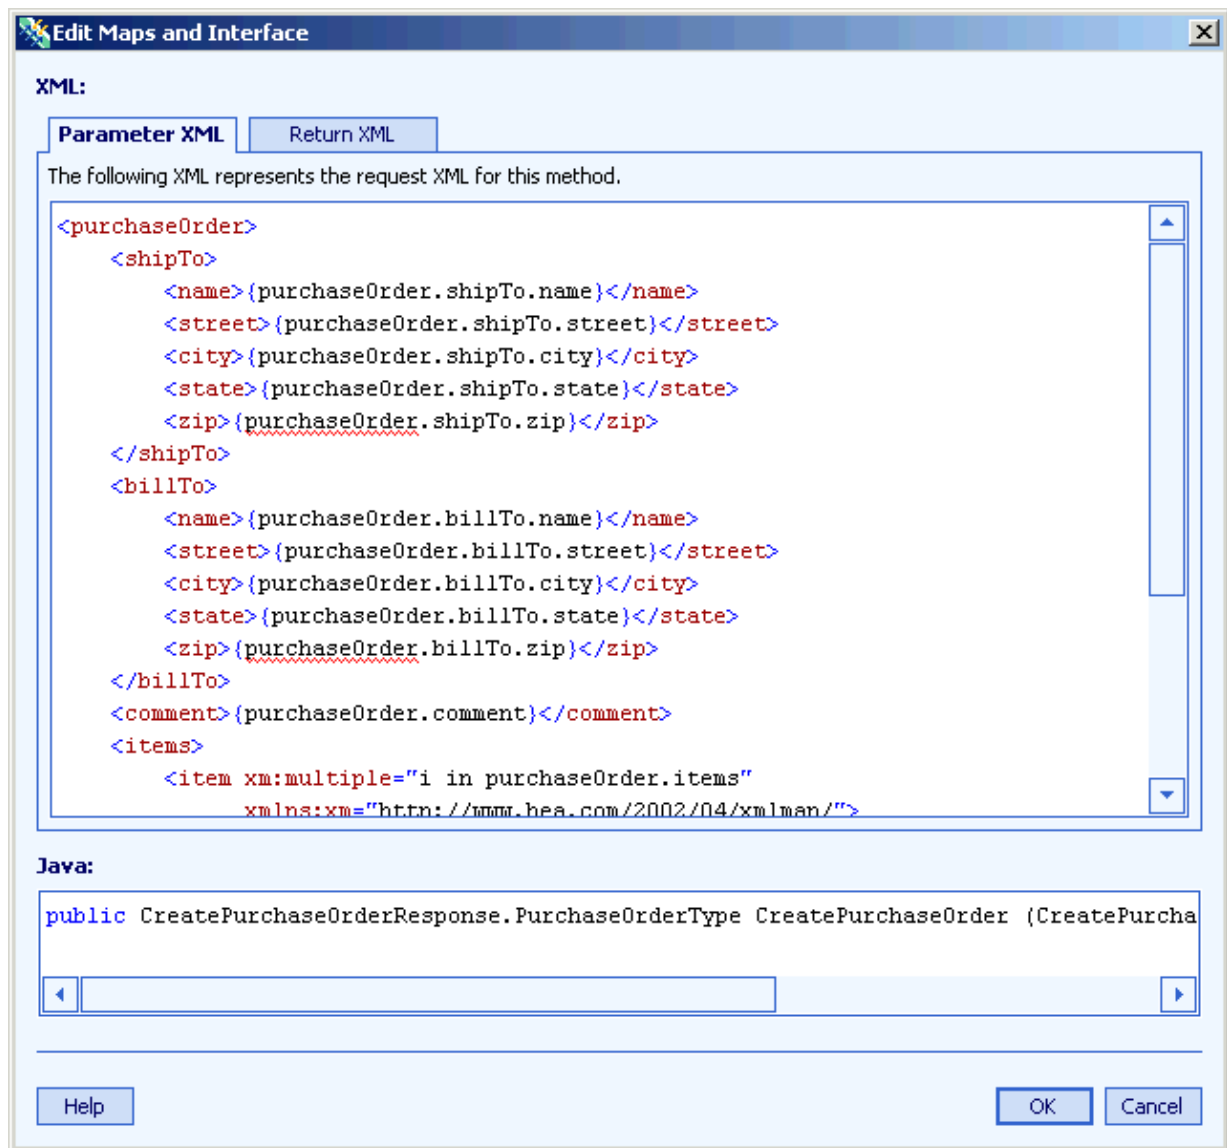 Edit Maps and Interface
XML:
Parameter XML
Return XML
The following XML represents the request XML for this method.
<purchaseOrder>
    <shipTo>
        <name>{purchaseOrder.shipTo.name}</name>
        <street>{purchaseOrder.shipTo.street}</street>
        <city>{purchaseOrder.shipTo.city}</city>
        <state>{purchaseOrder.shipTo.state}</state>
        <zip>{purchaseOrder.shipTo.zip}</zip>
    </shipTo>
    <billTo>
        <name>{purchaseOrder.billTo.name}</name>
        <street>{purchaseOrder.billTo.street}</street>
        <city>{purchaseOrder.billTo.city}</city>
        <state>{purchaseOrder.billTo.state}</state>
        <zip>{purchaseOrder.billTo.zip}</zip>
    </billTo>
    <comment>{purchaseOrder.comment}</comment>
    <items>
        <item xm:multiple="i in purchaseOrder.items"
              xmlns:xm="http://www.bea.com/2002/04/xmlmap/">
Java:
public CreatePurchaseOrderResponse.PurchaseOrderType CreatePurchaseOrder (CreatePurcha
Help
OK
Cancel